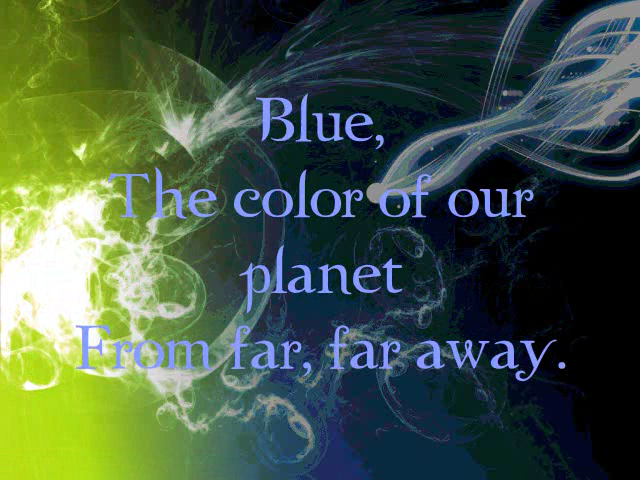 Blue,
The color of our
planet
From far, far away.